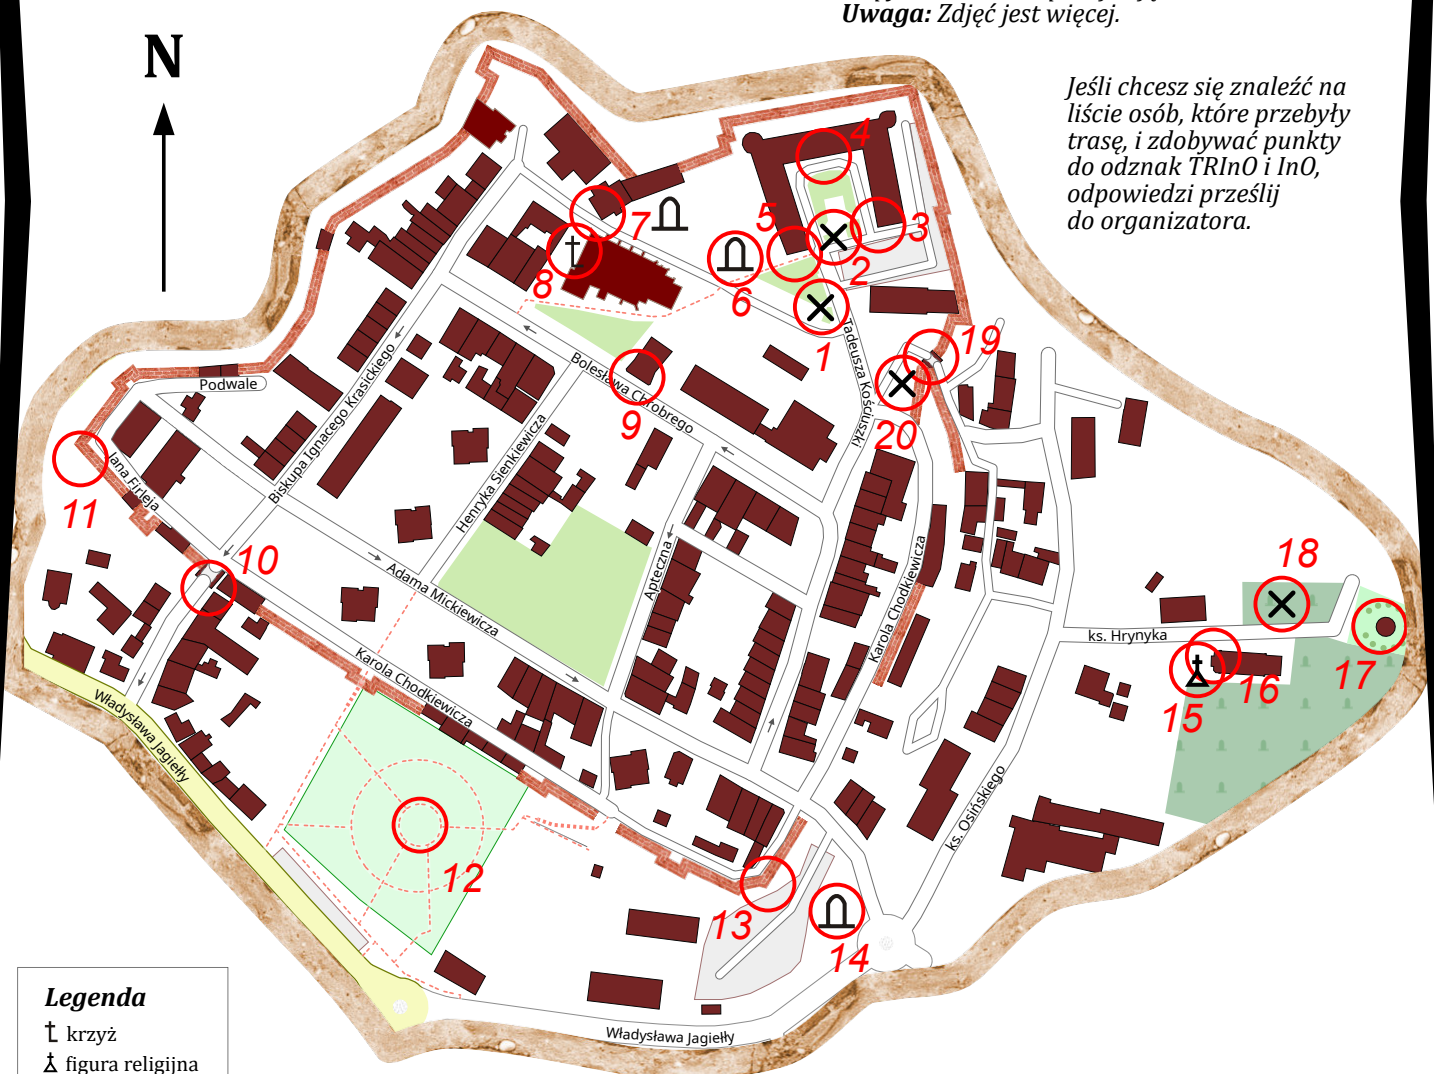 Uwaga: Zdjęć jest więcej.
N
Jeśli chcesz się znaleźć na
liście osób, które przebyły
trasę, i zdobywać punkty
do odznak TRInO i InO,
odpowiedzi prześlij
do organizatora.
4
7
5
3
2
8
6
1
19
Tadeusza Kościuszki
Podwale
Biskupa Ignacego Krasickiego
Bolesława Chrobrego
9
20
Henryka Sienkiewicza
11
Jana Firleja
10
Adama Mickiewicza
Apteczna
Karola Chodkiewicza
18
ks. Hrynyka
17
16
15
Karola Chodkiewicza
Władysława Jagiełły
ks. Osińskiego
12
13
14
Władysława Jagiełły
Legenda
krzyż
figura religijna